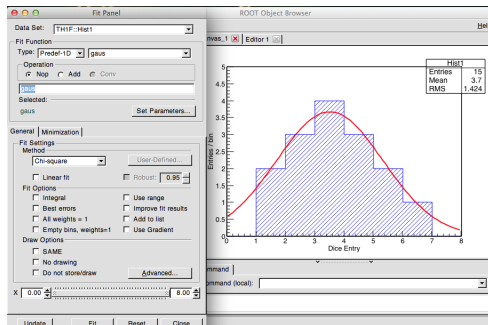 Fit Panel
Data Set: TH1F::Hist1
Fit Function
Type: Predef-1D gaus
Operation
Nop Add Conv
gaus
Selected:
gaus Set Parameters...
General Minimization
Fit Settings
Method
Chi-square User-Defined...
Linear fit Robust: 0.95
Fit Options
Integral Use range
Best errors Improve fit results
All weights = 1 Add to list
Empty bins, weights=1 Use Gradient
Draw Options
SAME
No drawing
Do not store/draw Advanced...
X 0.00 8.00
Update Fit Reset Close
ROOT Object Browser
Hel
nvas_1 Editor 1
Hist1
Entries 15
Mean 3.7
RMS 1.424
Entries / bin
5
4.5
4
3.5
3
2.5
2
1.5
1
0.5
0
0 1 2 3 4 5 6 7 8
Dice Entry
mmand
ommand (local):